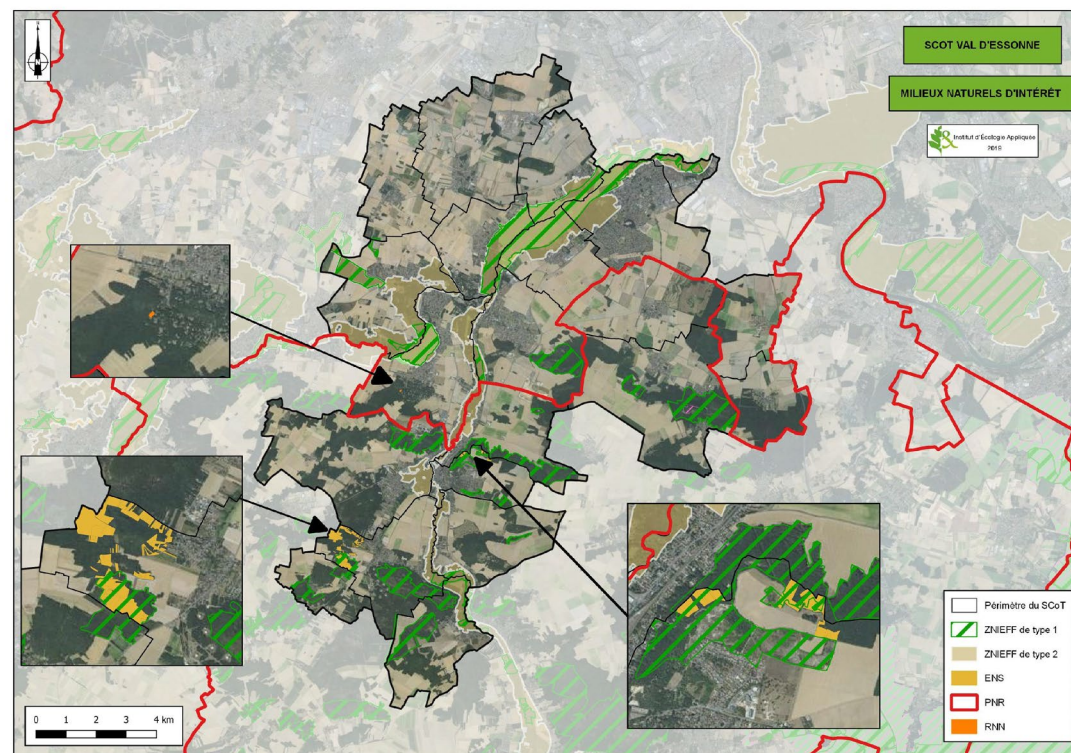 N
SCOT VAL D'ESSONNE
MILIEUX NATURELS D'INTÉRÊT
& Institut d'Écologie Appliquée
2015
Périmètre du SCoT
ZNIEFF de type 1
ZNIEFF de type 2
ENS
PNR
RNN
0 1 2 3 4 km